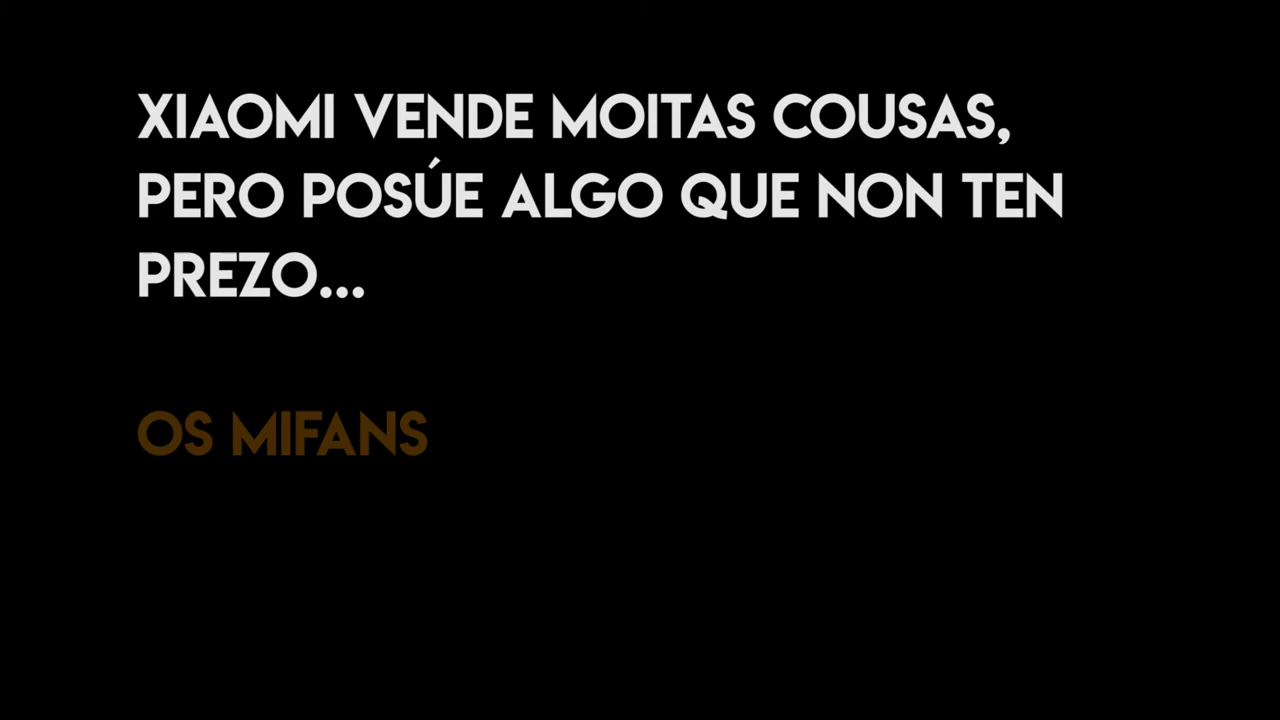 XIAOMI VENDE MOITAS COUSAS,
PERO POSÚE ALGO QUE NON TEN
PREZO...
OS MIFANS